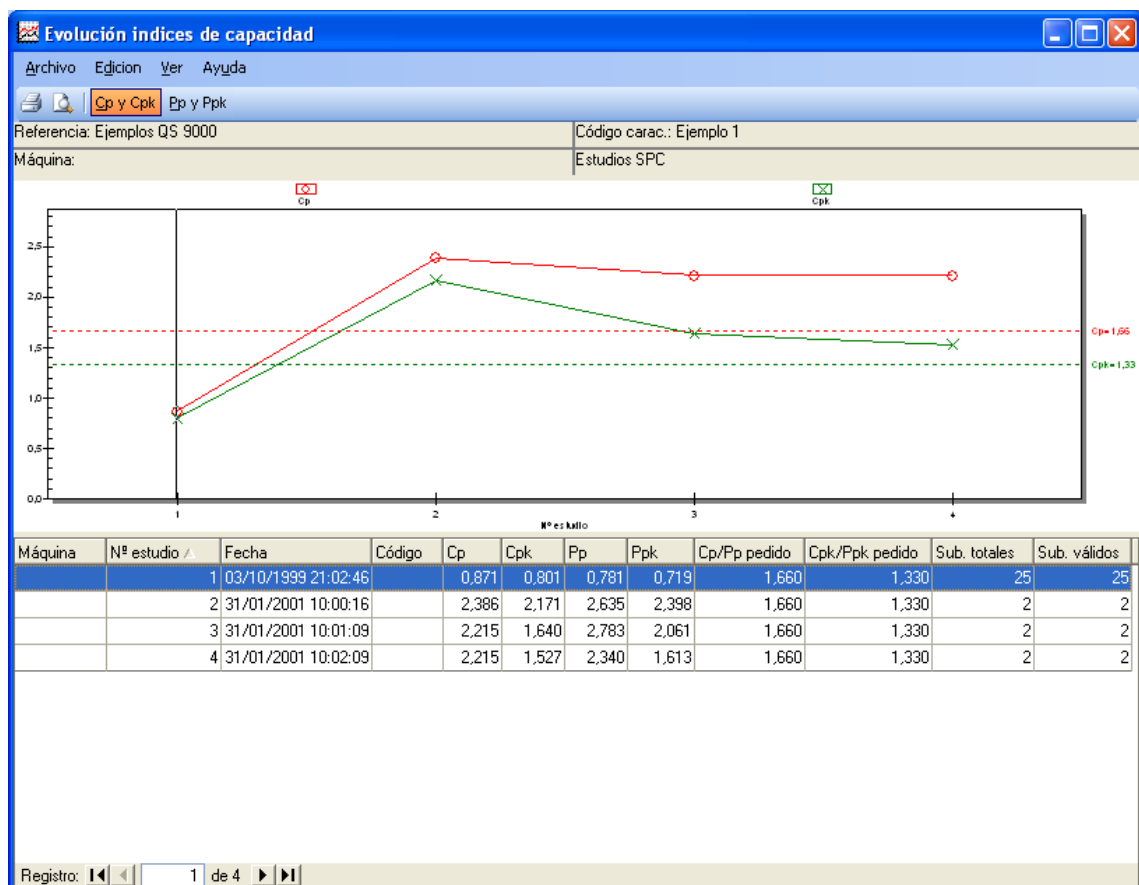 Evolución indices de capacidad
Archivo Edicion Ver Ayuda
Cp y Cpk Pp y Ppk
Referencia: Ejemplos QS 9000 Código carac.: Ejemplo 1
Máquina: Estudios SPC
Cp Cpk
2,5
2,0
Cp= 1,66
1,5
Cpk= 1,33
1,0
0,5
0,0
1 2 3 4
Nº estudio
Máquina Nº estudio Fecha Código Cp Cpk Pp Ppk Cp/Pp pedido Cpk/Ppk pedido Sub. totales Sub. válidos
1 03/10/1999 21:02:46 0,871 0,801 0,781 0,719 1,660 1,330 25 25
2 31/01/2001 10:00:16 2,386 2,171 2,635 2,398 1,660 1,330 2 2
3 31/01/2001 10:01:09 2,215 1,640 2,783 2,061 1,660 1,330 2 2
4 31/01/2001 10:02:09 2,215 1,527 2,340 1,613 1,660 1,330 2 2
Registro: 1 de 4